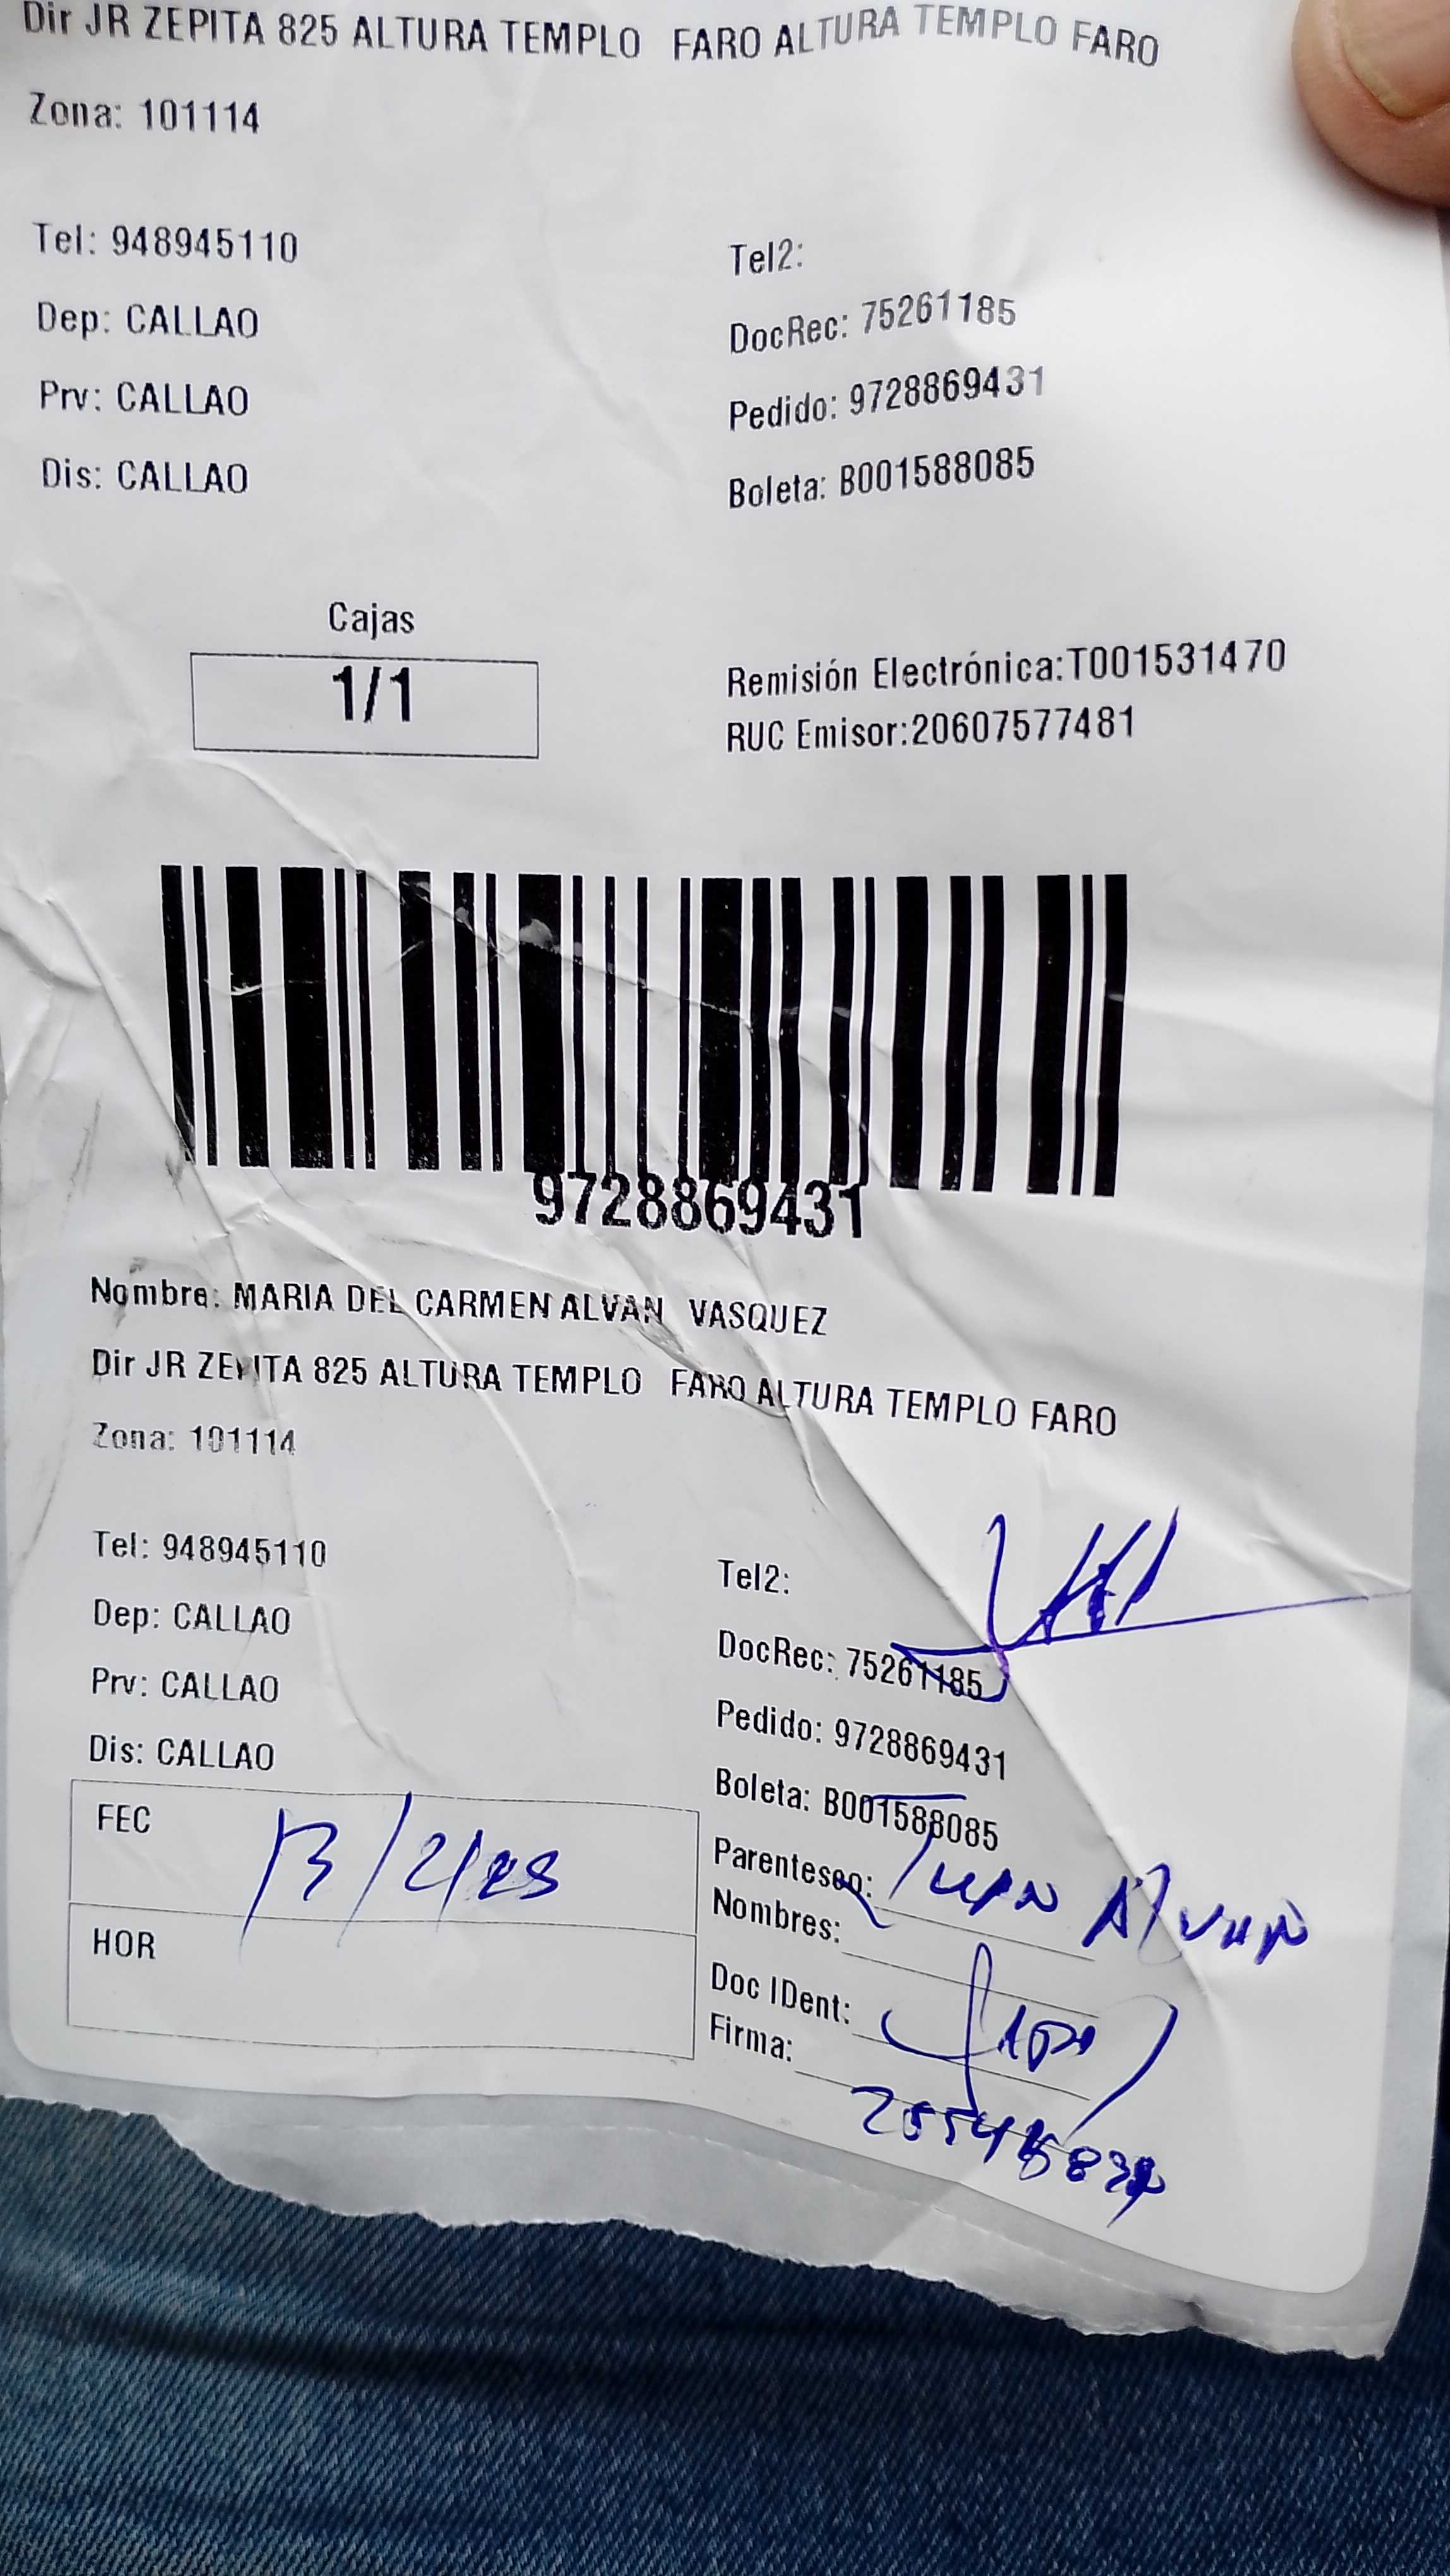 Dir JR ZEPITA 825 ALTURA TEMPLO FARO ALTURA TEMPLO FARO
Zona: 101114
Tel: 948945110
Tel2:
Dep: CALLAO
DocRec: 75261185
Prv: CALLAO
Pedido: 9728869431
Dis: CALLAO
Boleta: B001588085
Cajas
1/1
Remisión Electrónica:T001531470
RUC Emisor:20607577481
9728869431
Nombre: MARIA DEL CARMEN ALVAN VASQUEZ
Dir JR ZEPITA 825 ALTURA TEMPLO FARO ALTURA TEMPLO FARO
Zona: 101114
Tel: 948945110
Tel2:
Dep: CALLAO
DocRec: 75261185
Prv: CALLAO
Pedido: 9728869431
Dis: CALLAO
Boleta: B001588085
FEC
Parentesco: Alvan
Nombres:
HOR
Doc IDent:
Firma: